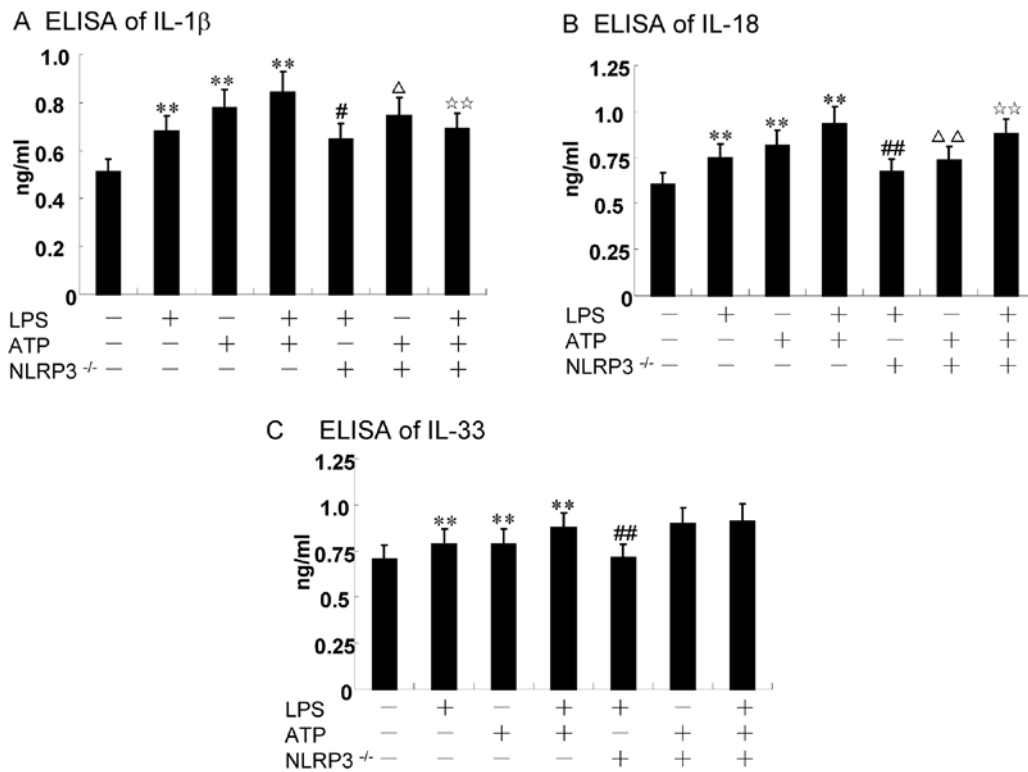 A ELISA of IL-1β
1.0
0.8
0.6
0.4
0.2
0
ng/ml
** ** ** # △ ☆☆
LPS − + − + + − +
ATP − − + + − + +
NLRP3 -/- − − − − + + +
B ELISA of IL-18
1.25
1.0
0.75
0.5
0.25
0
ng/ml
** ** ** ## △△ ☆☆
LPS − + − + + − +
ATP − − + + − + +
NLRP3 -/- − − − − + + +
C ELISA of IL-33
1.25
1.0
0.75
0.5
0.25
0
ng/ml
** ** ** ##
LPS − + − + + − +
ATP − − + + − + +
NLRP3 -/- − − − − + + +